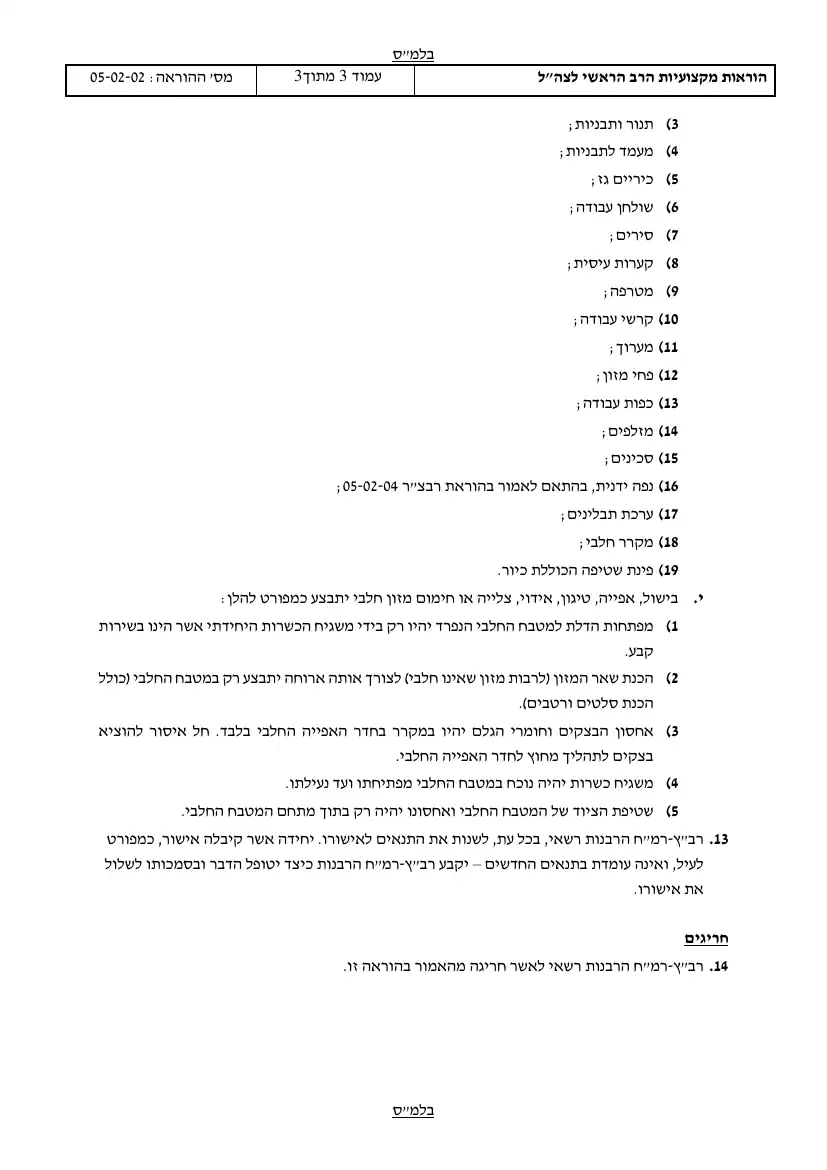 בלמ״ס
הוראות מקצועיות הרב הראשי לצה״ל עמוד 3 מתוך3 מס׳ ההוראה: 05-02-02
3) תנור ותבניות;
4) מעמד לתבניות;
5) כיריים גז;
6) שולחן עבודה;
7) סירים;
8) קערות עיסית;
9) מטרפה;
10) קרשי עבודה;
11) מערוך;
12) פחי מזון;
13) כפות עבודה;
14) מזלפים;
15) סכינים;
16) נפה ידנית, בהתאם לאמור בהוראת רבצ״ר 05-02-04;
17) ערכת תבלינים;
18) מקרר חלבי;
19) פינת שטיפה הכוללת כיור.
י. בישול, אפייה, טיגון, אידוי, צלייה או חימום מזון חלבי יתבצע כמפורט להלן:
1) מפתחות הדלת למטבח החלבי הנפרד יהיו רק בידי משגיח הכשרות היחידתי אשר הינו בשירות
קבע.
2) הכנת שאר המזון (לרבות מזון שאינו חלבי) לצורך אותה ארוחה יתבצע רק במטבח החלבי (כולל
הכנת סלטים ורטבים).
3) אחסון הבצקים וחומרי הגלם יהיו במקרר בחדר האפייה החלבי בלבד. חל איסור להוציא
בצקים לתהליך מחוץ לחדר האפייה החלבי.
4) משגיח כשרות יהיה נוכח במטבח החלבי מפתיחתו ועד נעילתו.
5) שטיפת הציוד של המטבח החלבי ואחסונו יהיה רק בתוך מתחם המטבח החלבי.
13. רב״ץ-רמ״ח הרבנות רשאי, בכל עת, לשנות את התנאים לאישורו. יחידה אשר קיבלה אישור, כמפורט
לעיל, ואינה עומדת בתנאים החדשים – יקבע רב״ץ-רמ״ח הרבנות כיצד יטופל הדבר ובסמכותו לשלול
את אישורו.
חריגים
14. רב״ץ-רמ״ח הרבנות רשאי לאשר חריגה מהאמור בהוראה זו.
בלמ״ס